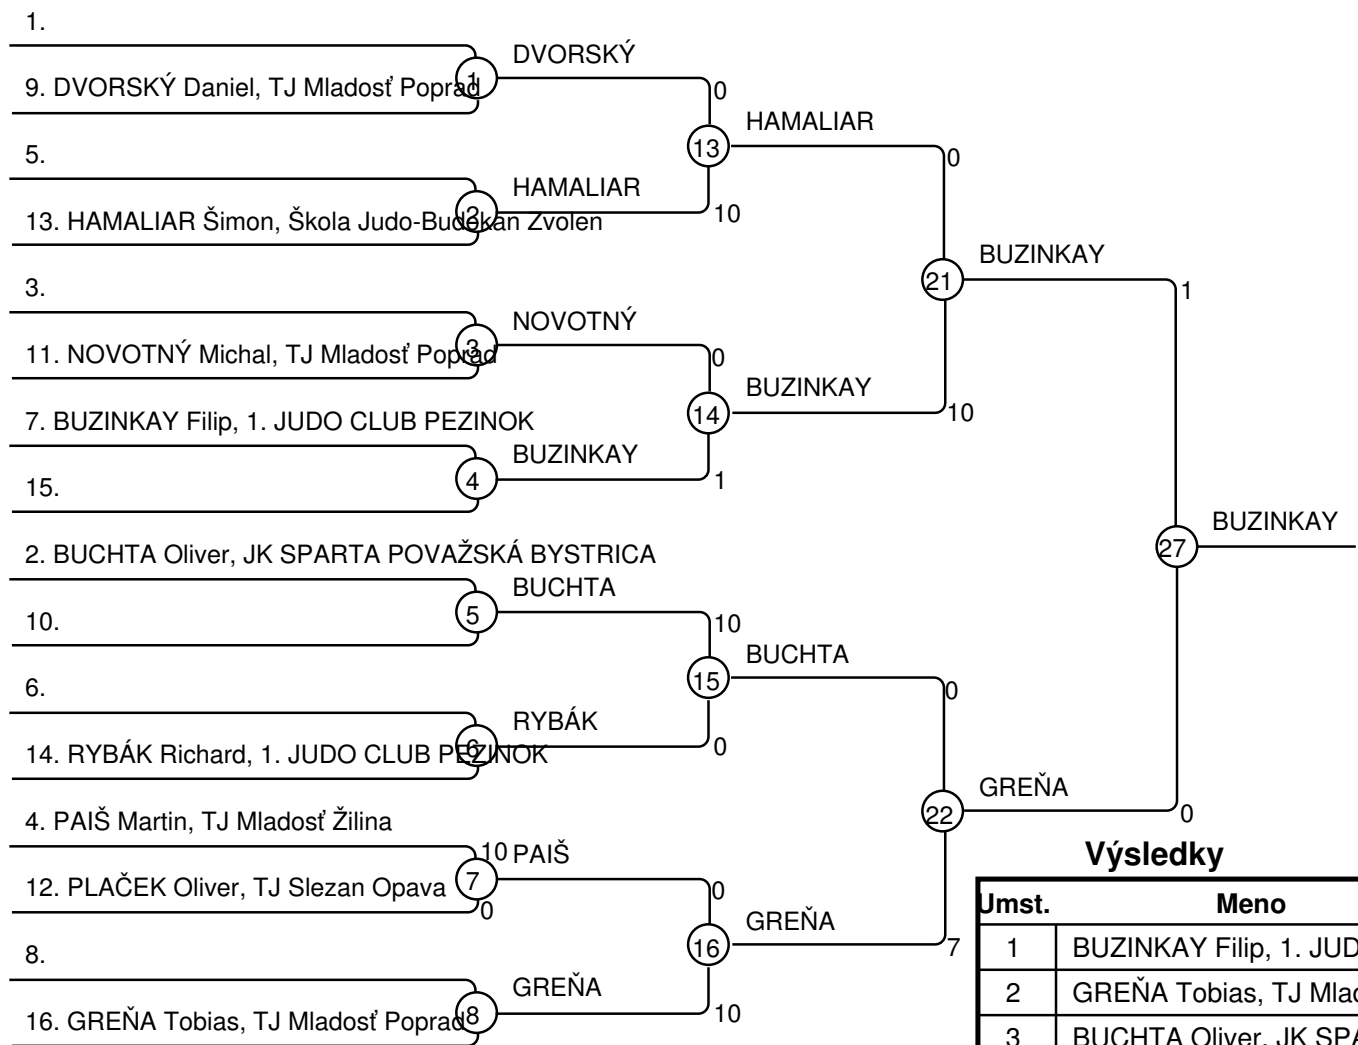 1.
DVORSKÝ
9. DVORSKÝ Daniel, TJ Mladosť Poprad
1
0
HAMALIAR
13
5.
0
HAMALIAR
2
10
13. HAMALIAR Šimon, Škola Judo-Budokan Zvolen
BUZINKAY
21
3.
1
NOVOTNÝ
11. NOVOTNÝ Michal, TJ Mladosť Poprad
3
0
BUZINKAY
14
10
7. BUZINKAY Filip, 1. JUDO CLUB PEZINOK
BUZINKAY
4
1
15.
BUZINKAY
27
2. BUCHTA Oliver, JK SPARTA POVAŽSKÁ BYSTRICA
BUCHTA
5
10
10.
BUCHTA
15
6.
0
RYBÁK
6
0
14. RYBÁK Richard, 1. JUDO CLUB PEZINOK
GREŇA
22
0
4. PAIŠ Martin, TJ Mladosť Žilina
10
PAIŠ
7
12. PLAČEK Oliver, TJ Slezan Opava
0
0
GREŇA
16
7
8.
GREŇA
8
10
16. GREŇA Tobias, TJ Mladosť Poprad
Výsledky
Umst. Meno
1 BUZINKAY Filip, 1. JUD
2 GREŇA Tobias, TJ Mlad
3 BUCHTA Oliver, JK SPA